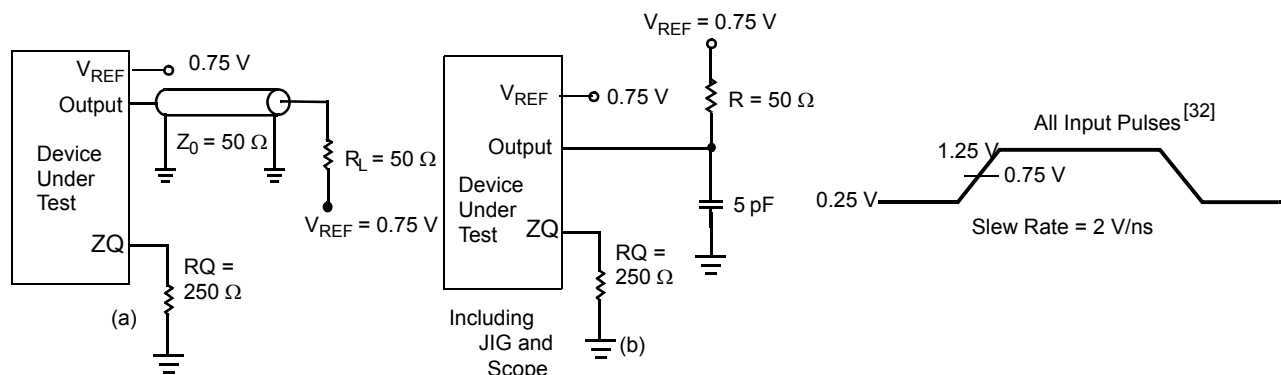 V_REF 0.75 V
Output
Z_0 = 50 Ω
Device
Under
Test
R_L = 50 Ω
V_REF = 0.75 V
ZQ
RQ =
250 Ω
(a)
V_REF = 0.75 V
R = 50 Ω
V_REF 0.75 V
Output
Device
Under
Test
5 pF
ZQ
RQ =
250 Ω
Including
JIG and
Scope
(b)
All Input Pulses[32]
1.25 V
0.75 V
0.25 V
Slew Rate = 2 V/ns